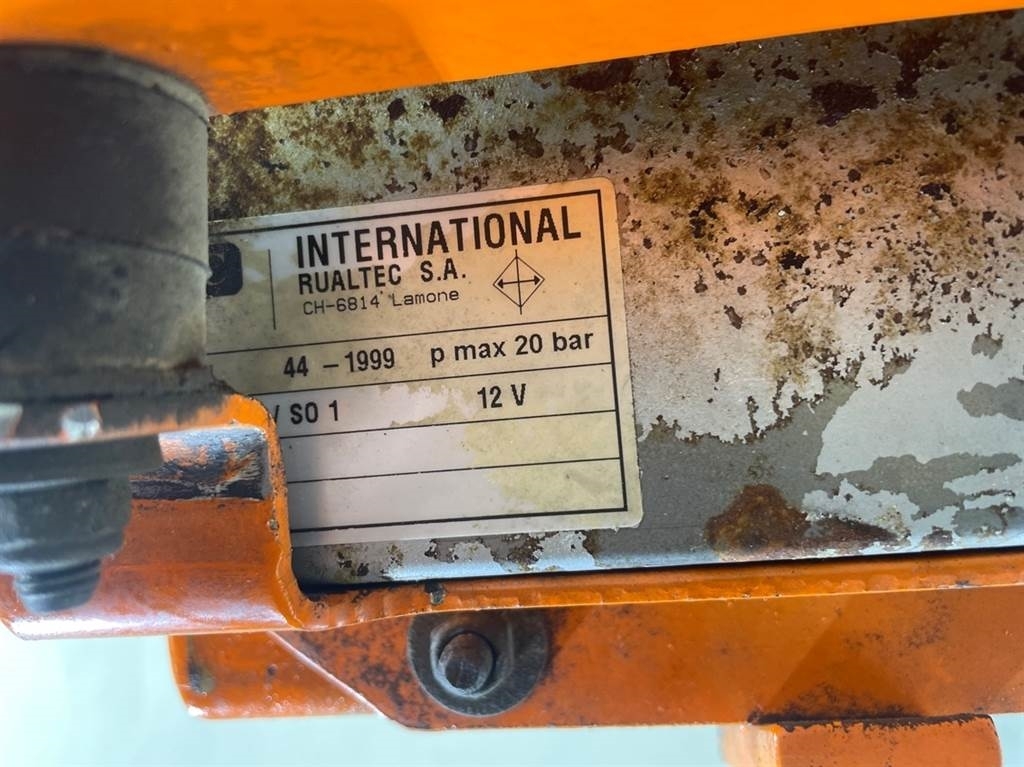 INTERNATIONAL
RUALTEC S.A.
CH-6814 Lamone
44 - 1999 p max 20 bar
/ SO 1 12 V